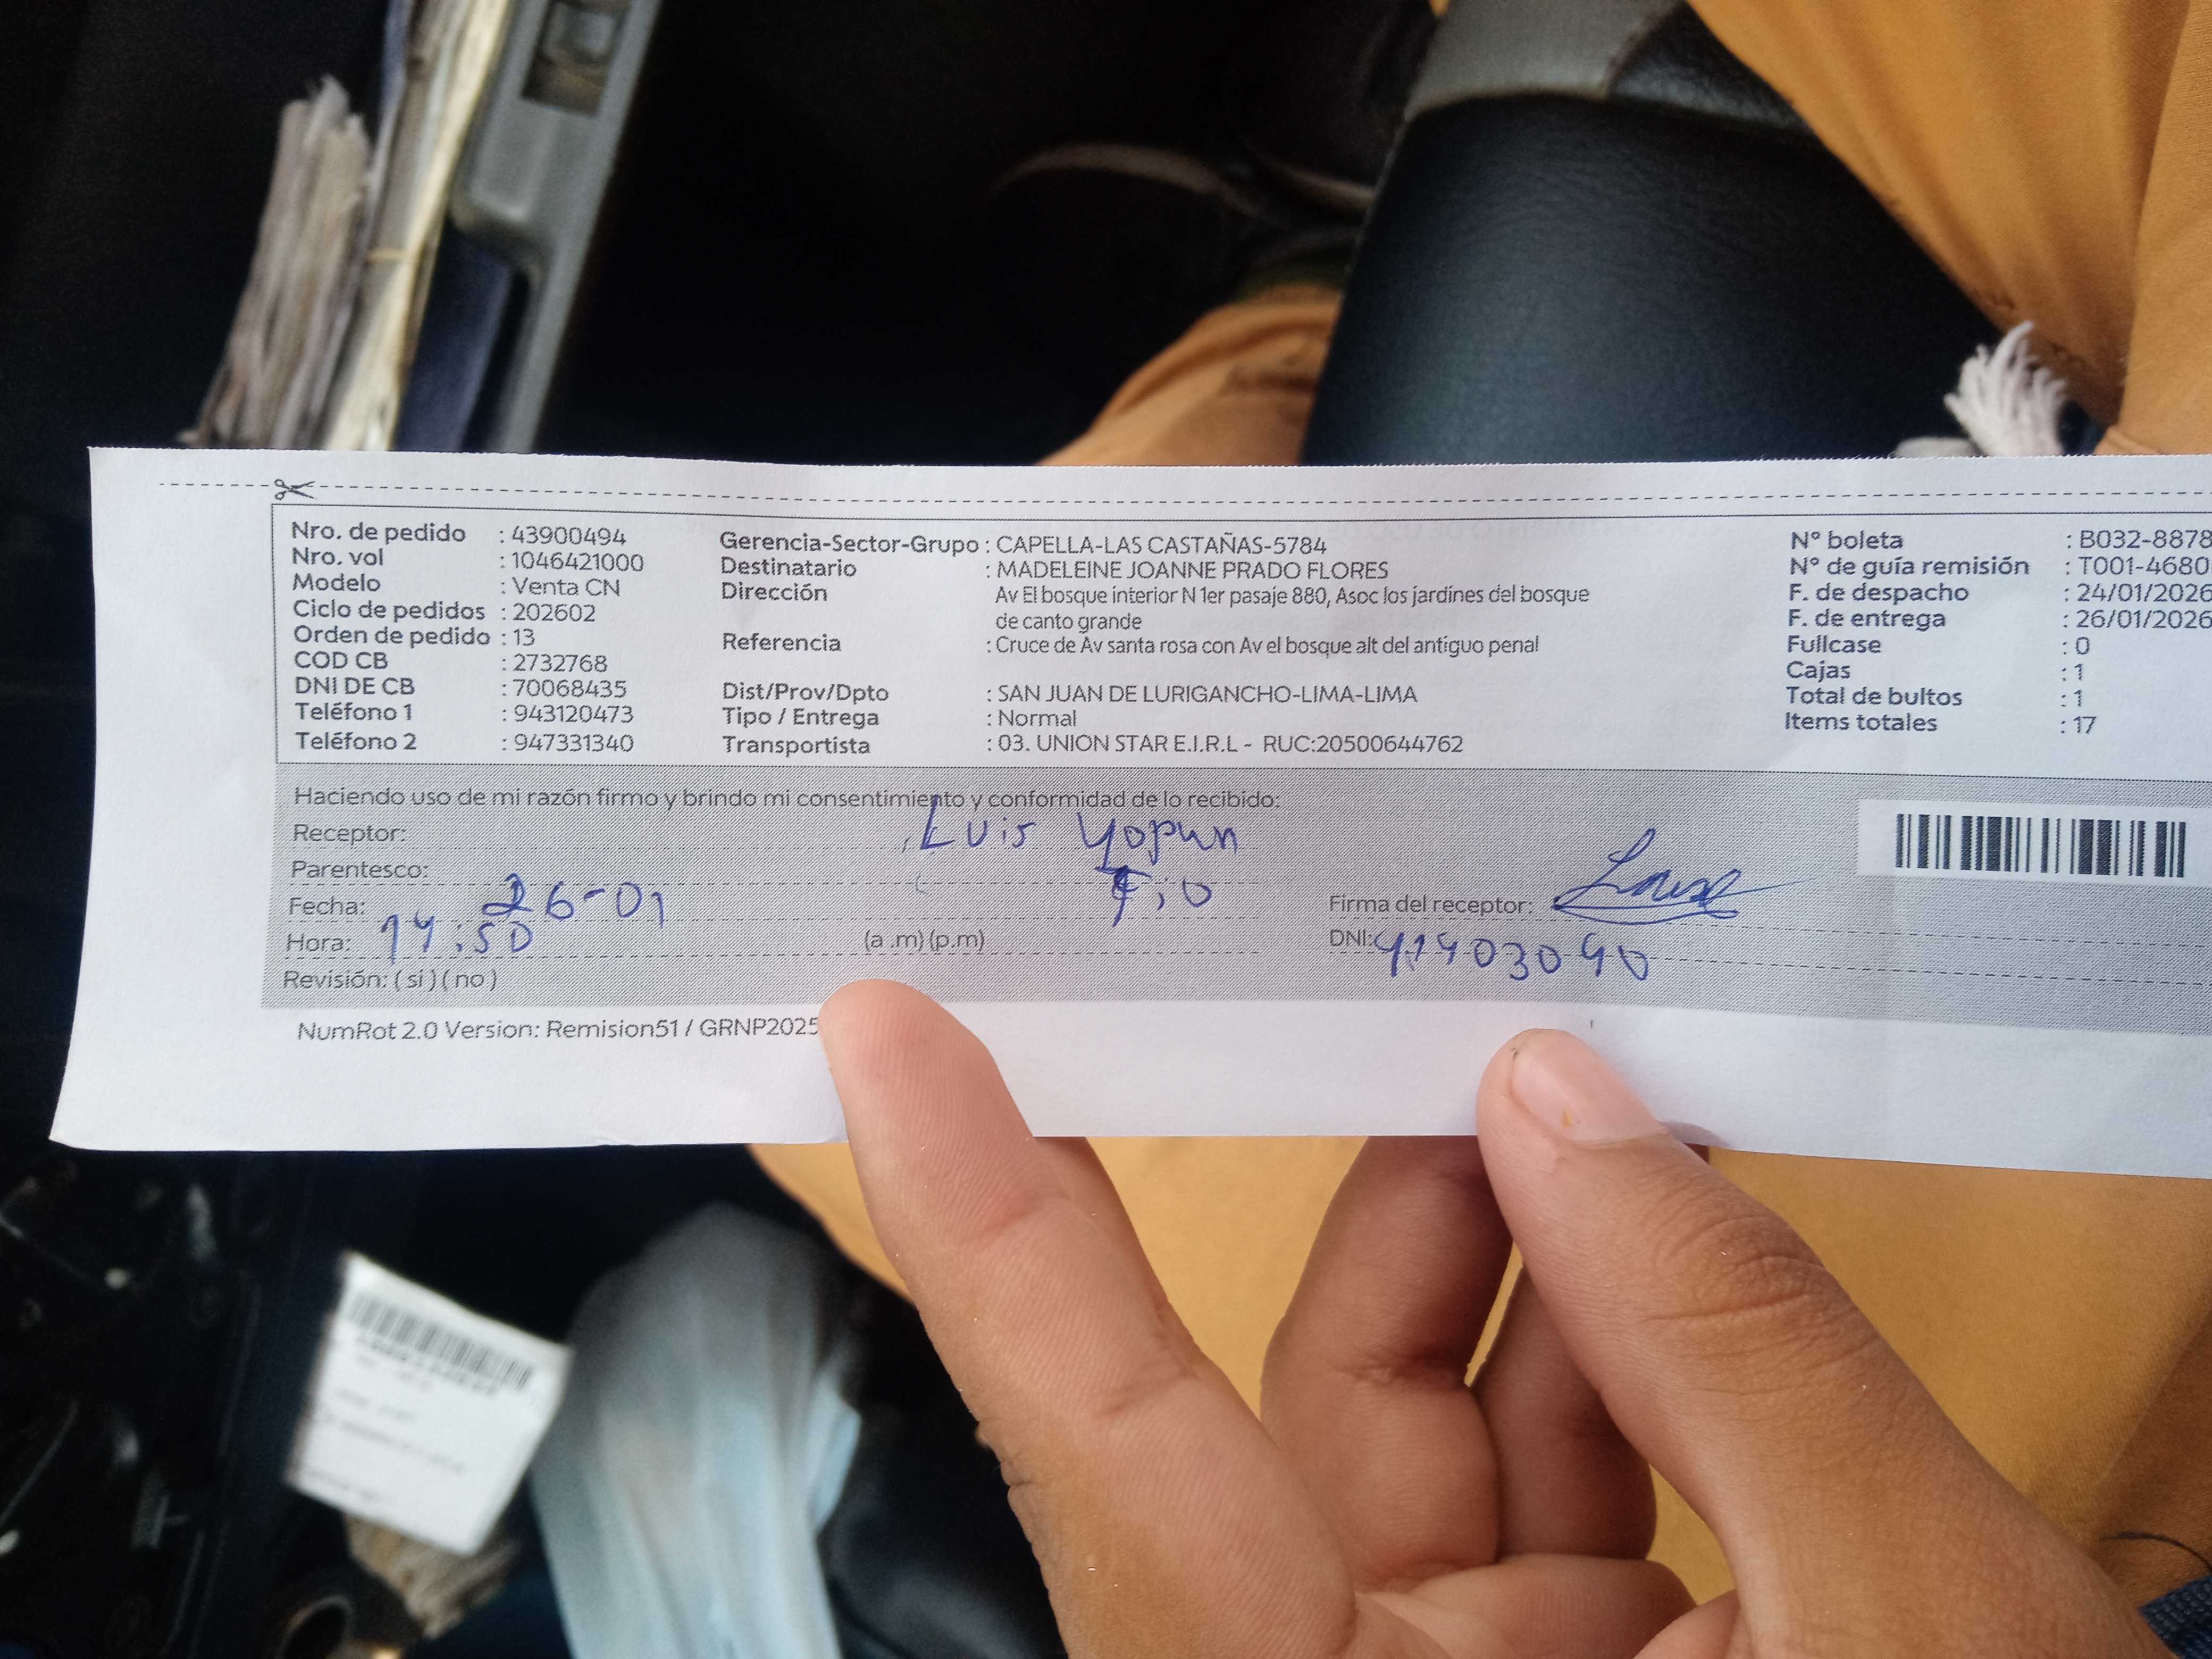 Nro. de pedido : 43900494
Nro. vol : 1046421000
Modelo : Venta CN
Ciclo de pedidos : 202602
Orden de pedido : 13
COD CB : 2732768
DNI DE CB : 70068435
Teléfono 1 : 943120473
Teléfono 2 : 947331340
Gerencia-Sector-Grupo : CAPELLA-LAS CASTAÑAS-5784
Destinatario : MADELEINE JOANNE PRADO FLORES
Dirección Av El bosque interior N 1er pasaje 880, Asoc los jardines del bosque
de canto grande
Referencia : Cruce de Av santa rosa con Av el bosque alt del antiguo penal
Dist/Prov/Dpto : SAN JUAN DE LURIGANCHO-LIMA-LIMA
Tipo / Entrega : Normal
Transportista : 03. UNION STAR E.I.R.L - RUC:20500644762
N° boleta : B032-8878
N° de guía remisión : T001-4680
F. de despacho : 24/01/2026
F. de entrega : 26/01/2026
Fullcase : 0
Cajas : 1
Total de bultos : 1
Items totales : 17
Haciendo uso de mi razón firmo y brindo mi consentimiento y conformidad de lo recibido:
Receptor: Luis
Parentesco: Tio
Fecha: 26-01
Hora: 14:50 (a .m) (p.m)
Revisión: ( si ) ( no )
Firma del receptor:
DNI: 41403040
NumRot 2.0 Version: Remision51 / GRNP2025